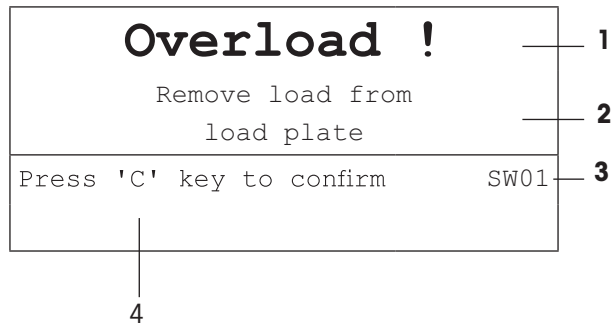 Overload !
1
Remove load from
2
load plate
Press 'C' key to confirm SW01
3
4